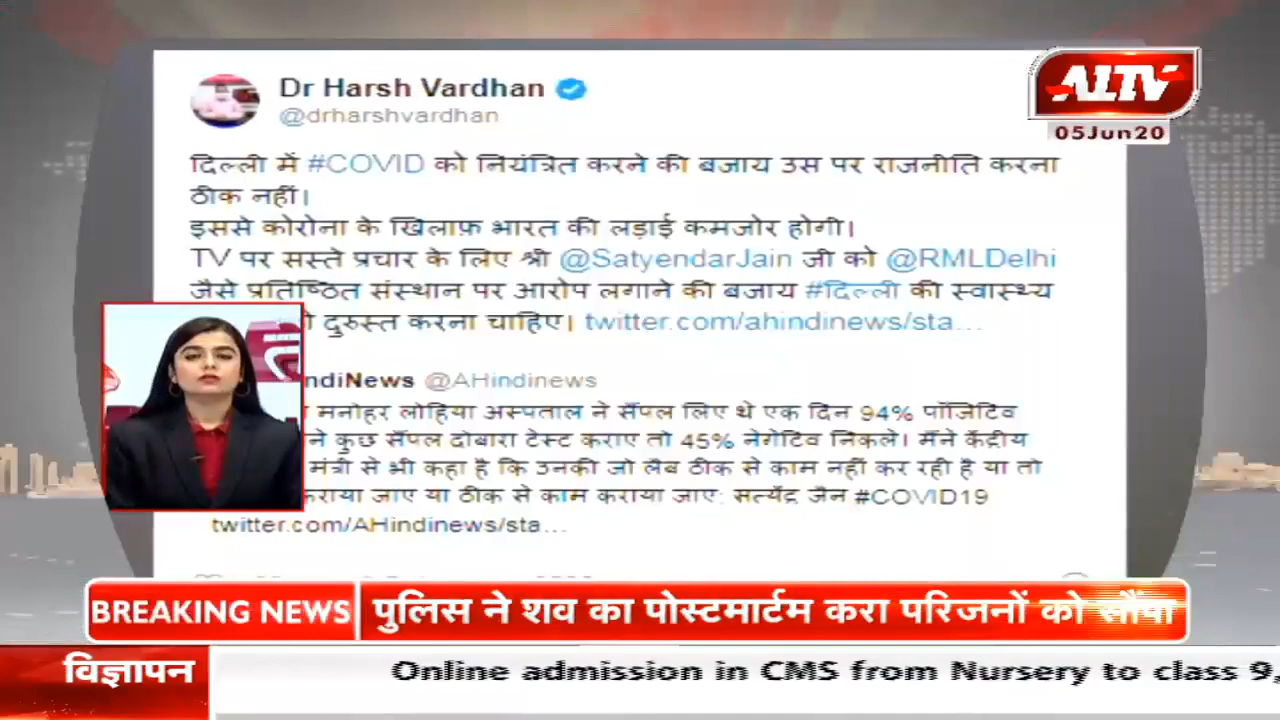 Dr Harsh Vardhan
@drharshvardhan
ALTV
05Jun20
दिल्ली में #COVID को नियंत्रित करने की बजाय उस पर राजनीति करना
ठीक नहीं।
इससे कोरोना के खिलाफ़ भारत की लड़ाई कमजोर होगी।
TV पर सस्ते प्रचार के लिए श्री @SatyendarJain जी को @RMLDelhi
जैसे प्रतिष्ठित संस्थान पर आरोप लगाने की बजाय #दिल्ली की स्वास्थ्य
दुरुस्त करना चाहिए। twitter.com/ahindinews/sta...
ndiNews @AHindinews
मनोहर लोहिया अस्पताल ने सैंपल लिए थे एक दिन 94% पॉजिटिव
ने कुछ सैंपल दोबारा टेस्ट कराए तो 45% नेगेटिव निकले। मैंने केंद्रीय
मंत्री से भी कहा है कि उनकी जो लैब ठीक से काम नहीं कर रही है या तो
कराया जाए या ठीक से काम कराया जाए: सत्येंद्र जैन #COVID19
twitter.com/AHindinews/sta...
BREAKING NEWS पुलिस ने शव का पोस्टमार्टम करा परिजनों को सौंपा
विज्ञापन Online admission in CMS from Nursery to class 9,